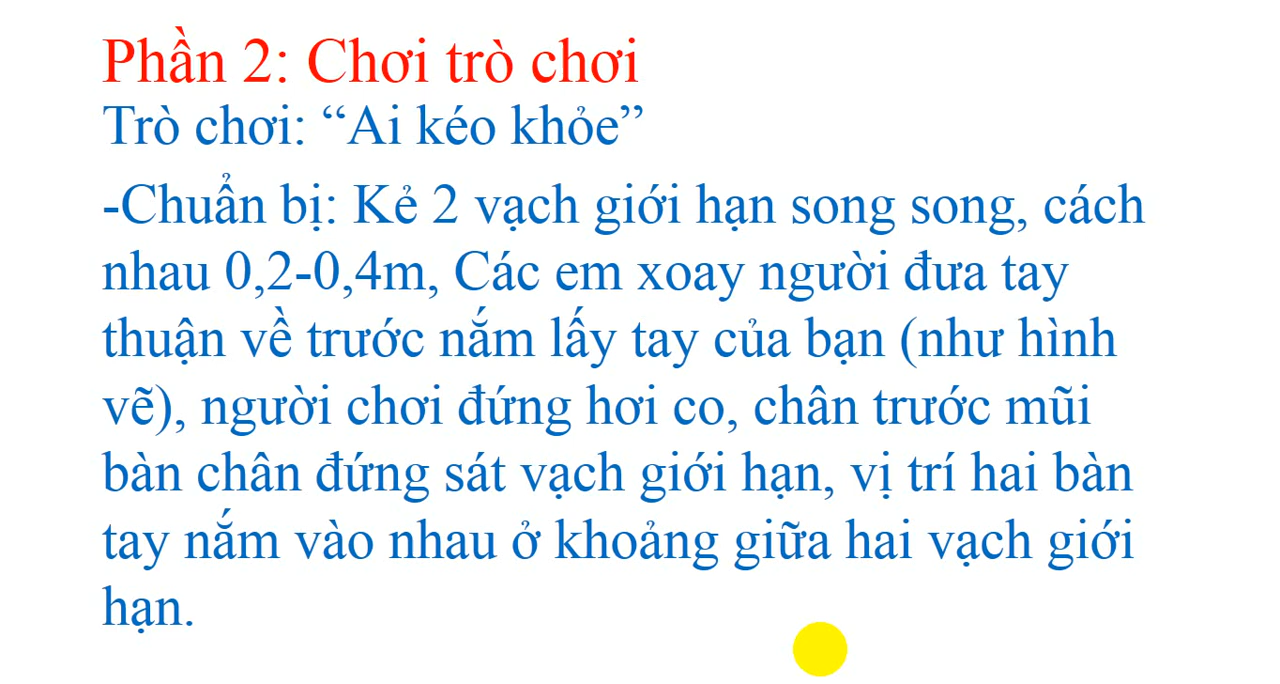 Phần 2: Chơi trò chơi
Trò chơi: “Ai kéo khỏe”
-Chuẩn bị: Kẻ 2 vạch giới hạn song song, cách
nhau 0,2-0,4m, Các em xoay người đưa tay
thuận về trước nắm lấy tay của bạn (như hình
vẽ), người chơi đứng hơi co, chân trước mũi
bàn chân đứng sát vạch giới hạn, vị trí hai bàn
tay nắm vào nhau ở khoảng giữa hai vạch giới
hạn.